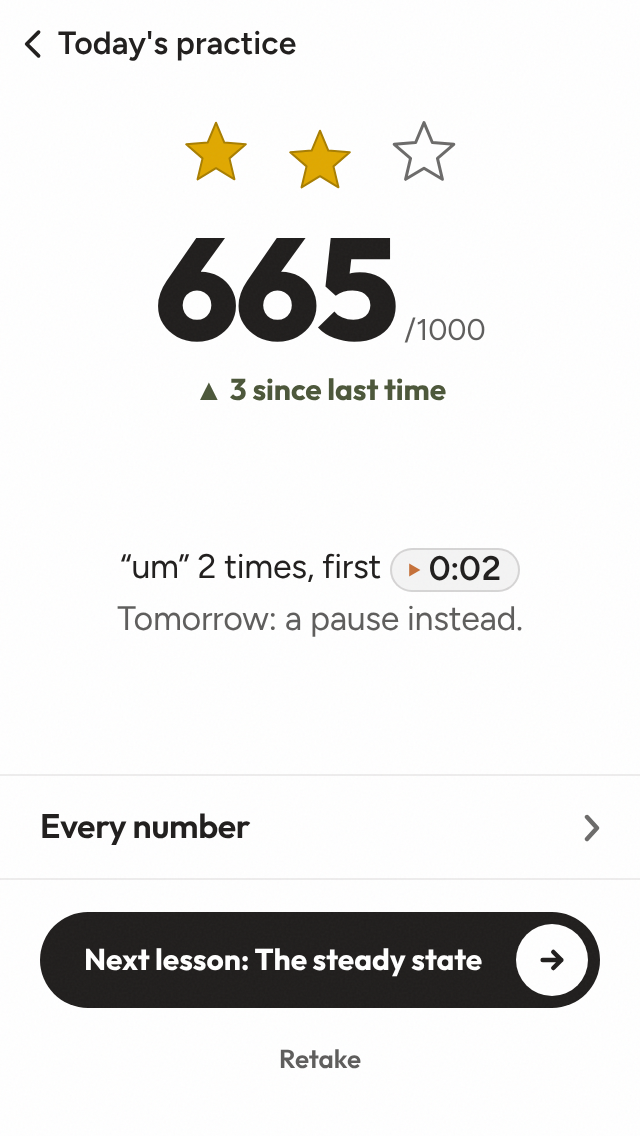 Today's practice
665 /1000
▲ 3 since last time
“um” 2 times, first ▶ 0:02
Tomorrow: a pause instead.
Every number
Next lesson: The steady state
Retake